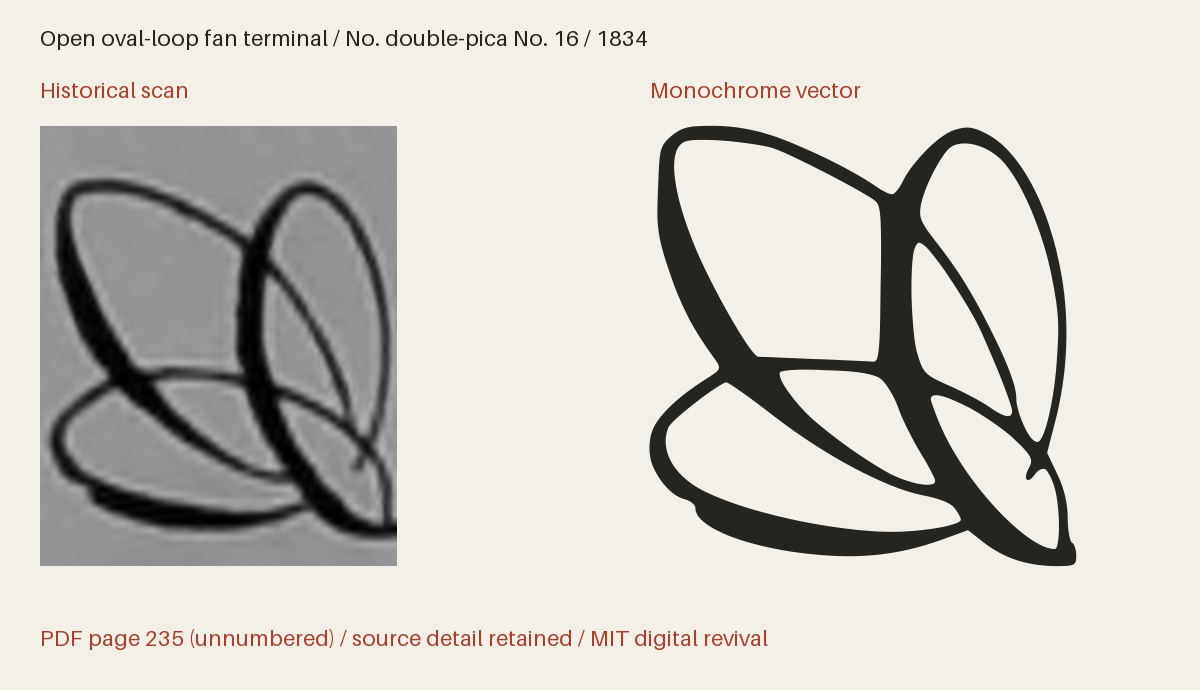 Open oval-loop fan terminal / No. double-pica No. 16 / 1834
Historical scan
Monochrome vector
PDF page 235 (unnumbered) / source detail retained / MIT digital revival